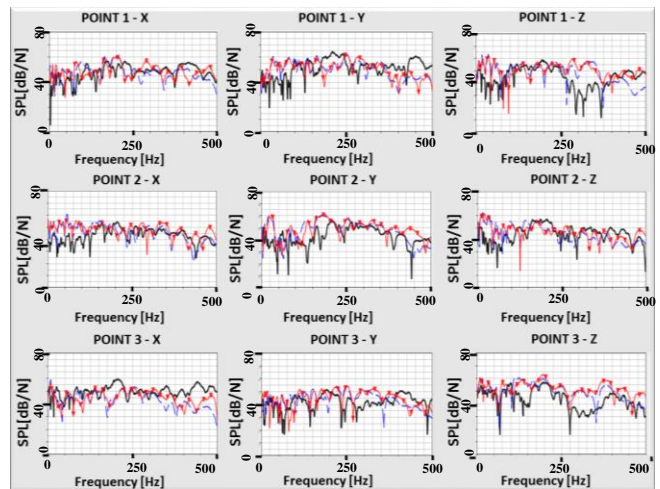 POINT 1 - X
POINT 1 - Y
POINT 1 - Z
SPL[dB/N]
80
40
0
0
250
500
Frequency [Hz]
SPL[dB/N]
80
40
0
0
250
500
Frequency [Hz]
SPL[dB/N]
80
40
0
0
250
500
Frequency [Hz]
POINT 2 - X
POINT 2 - Y
POINT 2 - Z
SPL[dB/N]
80
40
0
0
250
500
Frequency [Hz]
SPL[dB/N]
80
40
0
0
250
500
Frequency [Hz]
SPL[dB/N]
80
40
0
0
250
500
Frequency [Hz]
POINT 3 - X
POINT 3 - Y
POINT 3 - Z
SPL[dB/N]
80
40
0
0
250
500
Frequency [Hz]
SPL[dB/N]
80
40
0
0
250
500
Frequency [Hz]
SPL[dB/N]
80
40
0
0
250
500
Frequency [Hz]